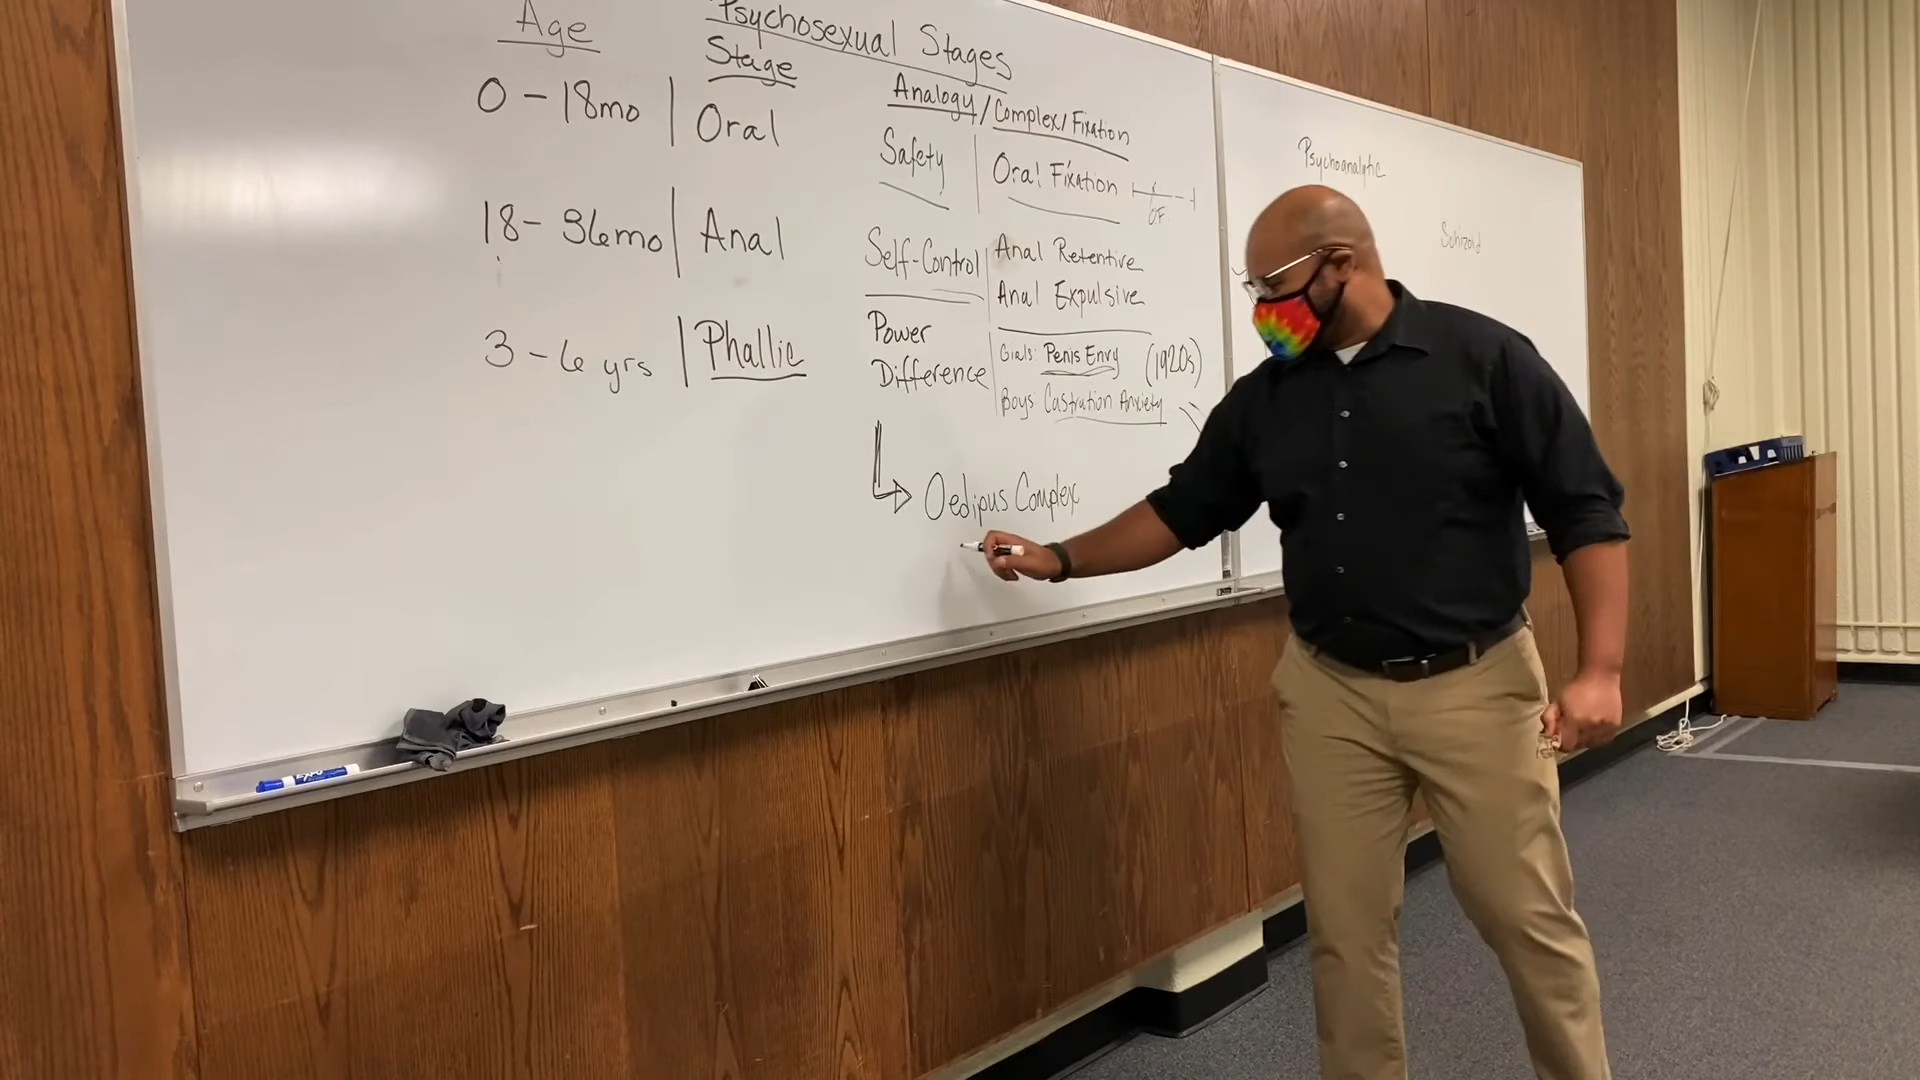 Psychosexual Stages
Age
Stage
Analogy / Complex / Fixation
0 - 18mo | Oral
Safety | Oral Fixation
OF
18 - 36mo | Anal
Self-Control | Anal Retentive
Anal Expulsive
3 - 6 yrs | Phallic
Power
Difference
Girls: Penis Envy (1920s)
Boys Castration Anxiety
Oedipus Complex
Psychoanalytic
Schizoid
EXPO